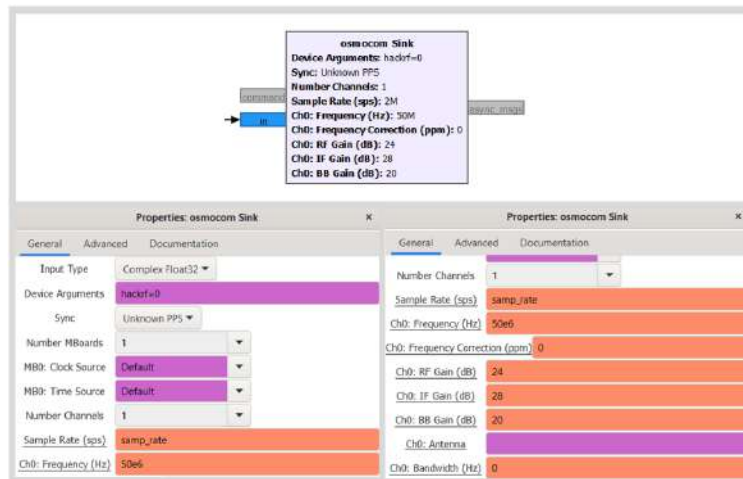 osmocom Sink
Device Arguments: hackrf=0
Sync: Unknown PPS
Number Channels: 1
Sample Rate (sps): 2M
Ch0: Frequency (Hz): 50M
Ch0: Frequency Correction (ppm): 0
Ch0: RF Gain (dB): 24
Ch0: IF Gain (dB): 28
Ch0: BB Gain (dB): 20
command
in
async_msgs
Properties: osmocom Sink ×
General Advanced Documentation
Input Type Complex Float32
Device Arguments hackrf=0
Sync Unknown PPS
Number MBoards 1
MB0: Clock Source Default
MB0: Time Source Default
Number Channels 1
Sample Rate (sps) samp_rate
Ch0: Frequency (Hz) 50e6
Properties: osmocom Sink ×
General Advanced Documentation
Number Channels 1
Sample Rate (sps) samp_rate
Ch0: Frequency (Hz) 50e6
Ch0: Frequency Correction (ppm) 0
Ch0: RF Gain (dB) 24
Ch0: IF Gain (dB) 28
Ch0: BB Gain (dB) 20
Ch0: Antenna
Ch0: Bandwidth (Hz) 0